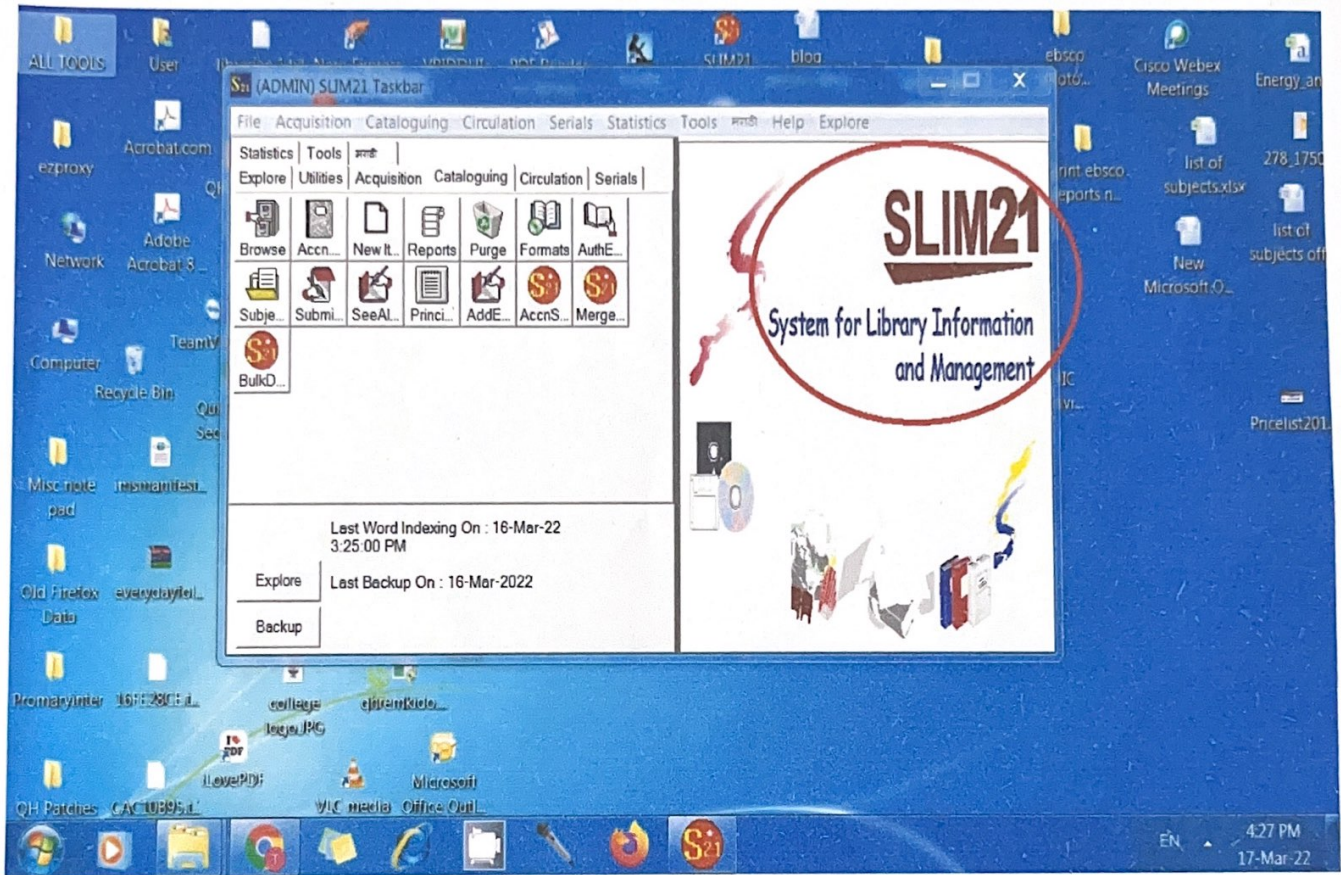 ALL TOOLS
User
SLIM21
blog
ebsco
Cisco Webex
Meetings
Energy_an
(ADMIN) SLIM21 Taskbar
File Acquisition Cataloguing Circulation Serials Statistics Tools मराठी Help Explore
Statistics Tools मराठी
Explore Utilities Acquisition Cataloguing Circulation Serials
Browse Accn... New It... Reports Purge Formats AuthE...
Subje... Submi... SeeAl... Princi... AddE... AccnS... Merge...
BulkD...
Last Word Indexing On : 16-Mar-22
3:25:00 PM
Explore
Last Backup On : 16-Mar-2022
Backup
SLIM21
System for Library Information
and Management
ezproxy
Acrobat.com
Network
Adobe
Acrobat 8 ...
Computer
Recycle Bin
TeamV
Misc note
pad
Old Firefox
Data
college
logo.JPG
iLovePDF
VLC media
Microsoft
Office Outl...
QH Patches
list of
subjects.xlsx
278_1750
list of
subjects off
New
Microsoft O...
Pricelist201
EN
4:27 PM
17-Mar-22